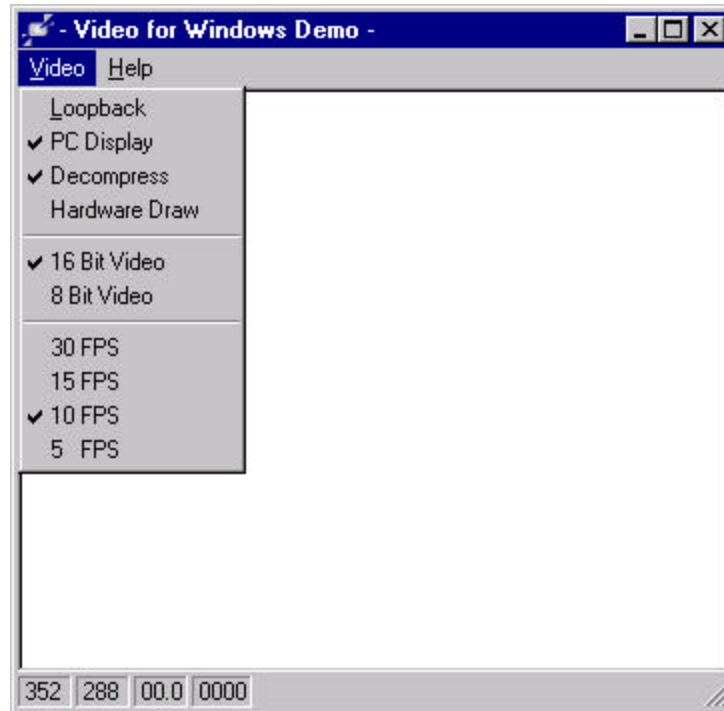 - Video for Windows Demo -
Video Help
Loopback
PC Display
Decompress
Hardware Draw
16 Bit Video
8 Bit Video
30 FPS
15 FPS
10 FPS
5 FPS
352 288 00.0 0000